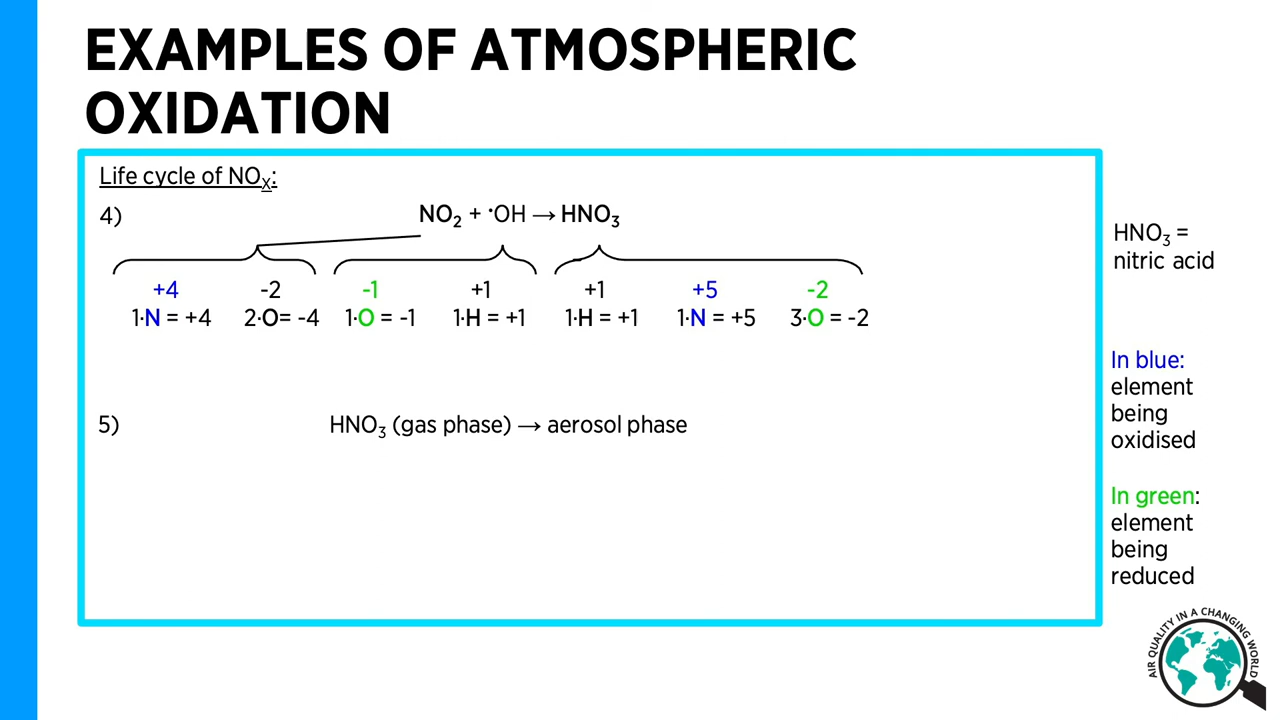 EXAMPLES OF ATMOSPHERIC
OXIDATION
Life cycle of NOₓ:
4)
NO₂ + ·OH → HNO₃
+4 -2 -1 +1 +1 +5 -2
1·N = +4 2·O= -4 1·O = -1 1·H = +1 1·H = +1 1·N = +5 3·O = -2
5)
HNO₃ (gas phase) → aerosol phase
HNO₃ =
nitric acid
In blue:
element
being
oxidised
In green:
element
being
reduced
AIR QUALITY IN A CHANGING WORLD